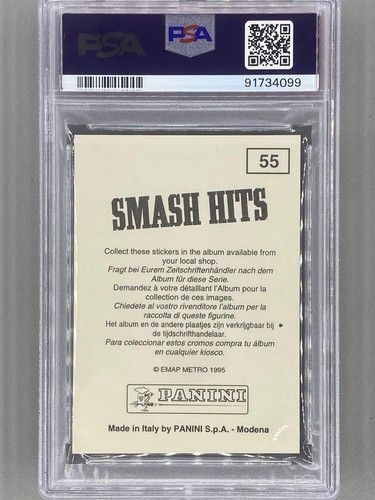 PSA
PSA
91734099
55
SMASH HITS
Collect these stickers in the album available from
your local shop.
Fragt bei Eurem Zeitschriftenhändler nach dem
Album für diese Serie.
Demandez à votre détaillant l'Album pour la
collection de ces images.
Chiedete al vostro rivenditore l'album per la
raccolta di queste figurine.
Het album en de andere plaatjes zijn verkrijgbaar bij
de tijdschrifthandelaar.
Para coleccionar estos cromos compra tu álbum
en cualquier kiosco.
© EMAP METRO 1995
PANINI
Made in Italy by PANINI S.p.A. - Modena